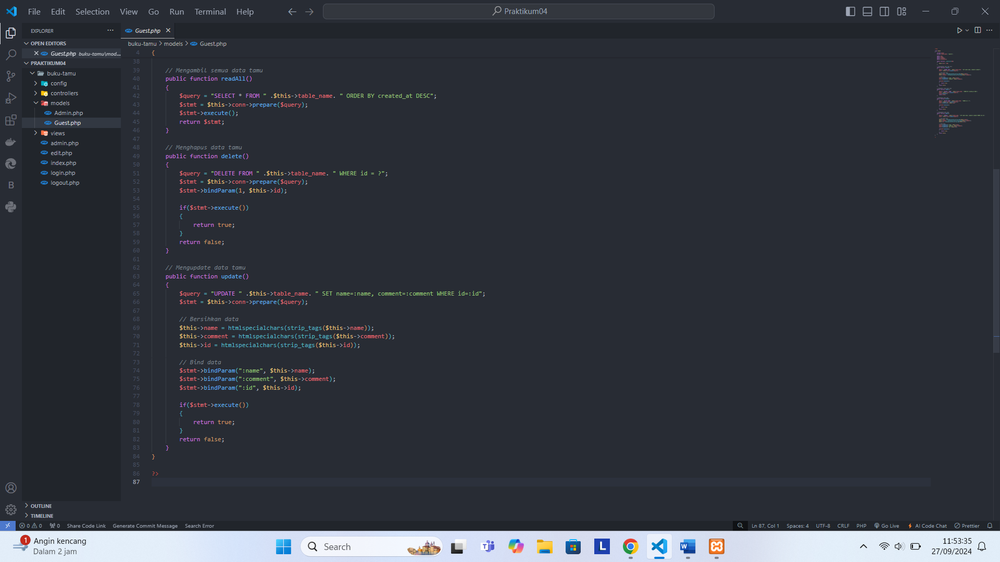 File Edit Selection View Go Run Terminal Help
Praktikum04
EXPLORER
OPEN EDITORS
Guest.php buku-tamu\mod...
PRAKTIKUM04
buku-tamu
config
controllers
models
Admin.php
Guest.php
views
admin.php
edit.php
index.php
login.php
logout.php
OUTLINE
TIMELINE
Guest.php
buku-tamu > models > Guest.php
4 {
38
39 // Mengambil semua data tamu
40 public function readAll()
41 {
42 $query = "SELECT * FROM " .$this->table_name. " ORDER BY created_at DESC";
43 $stmt = $this->conn->prepare($query);
44 $stmt->execute();
45 return $stmt;
46 }
47
48 // Menghapus data tamu
49 public function delete()
50 {
51 $query = "DELETE FROM " .$this->table_name. " WHERE id = ?";
52 $stmt = $this->conn->prepare($query);
53 $stmt->bindParam(1, $this->id);
54
55 if($stmt->execute())
56 {
57 return true;
58 }
59 return false;
60 }
61
62 // Mengupdate data tamu
63 public function update()
64 {
65 $query = "UPDATE " .$this->table_name. " SET name=:name, comment=:comment WHERE id=:id";
66 $stmt = $this->conn->prepare($query);
67
68 // Bersihkan data
69 $this->name = htmlspecialchars(strip_tags($this->name));
70 $this->comment = htmlspecialchars(strip_tags($this->comment));
71 $this->id = htmlspecialchars(strip_tags($this->id));
72
73 // Bind data
74 $stmt->bindParam(":name", $this->name);
75 $stmt->bindParam(":comment", $this->comment);
76 $stmt->bindParam(":id", $this->id);
77
78 if($stmt->execute())
79 {
80 return true;
81 }
82 return false;
83 }
84 }
85
86 ?>
87
0 0 0 Share Code Link Generate Commit Message Search Error
Ln 87, Col 1 Spaces: 4 UTF-8 CRLF PHP Go Live AI Code Chat Prettier
1
Angin kencang
Dalam 2 jam
Search
11:53:35
27/09/2024